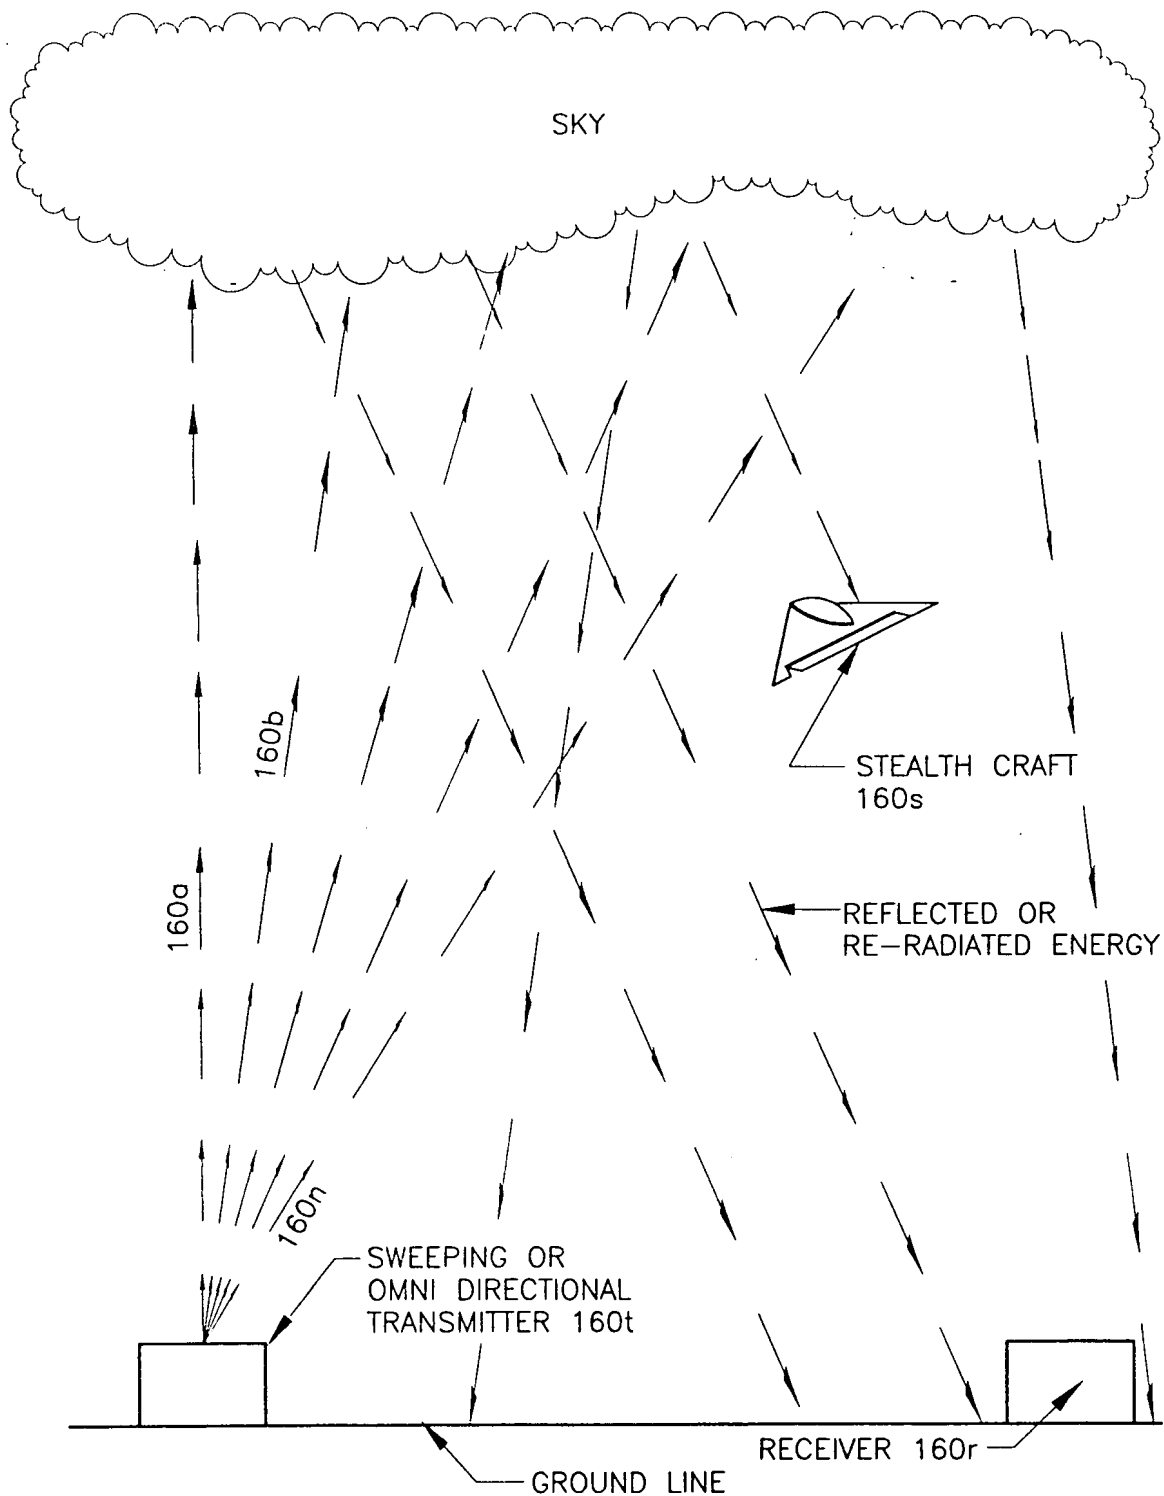 SKY
160b
STEALTH CRAFT
160s
160a
REFLECTED OR
RE-RADIATED ENERGY
160n
SWEEPING OR
OMNI DIRECTIONAL
TRANSMITTER 160t
RECEIVER 160r
GROUND LINE